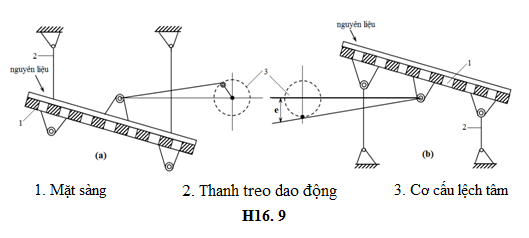 nguyên liệu
2
nguyên liệu
3
1
1
e
2
(a)
(b)
1. Mặt sàng
2. Thanh treo dao động
3. Cơ cấu lệch tâm
H16. 9